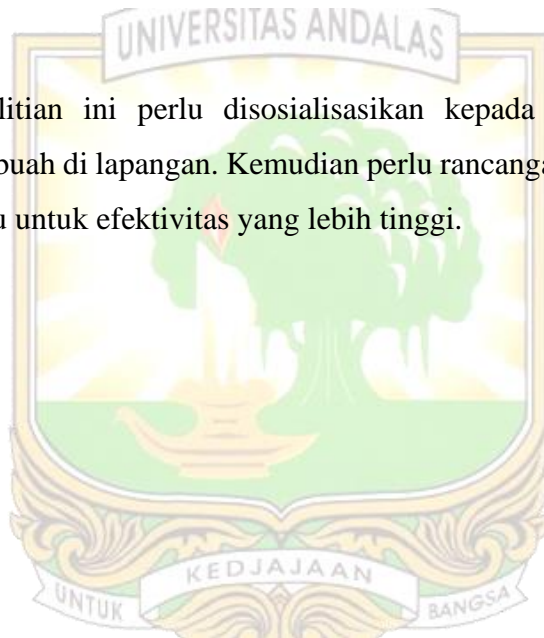 UNIVERSITAS ANDALAS
litian ini perlu disosialisasikan kepada
buah di lapangan. Kemudian perlu rancanga
u untuk efektivitas yang lebih tinggi.
KEDJAJAAN
UNTUK BANGSA